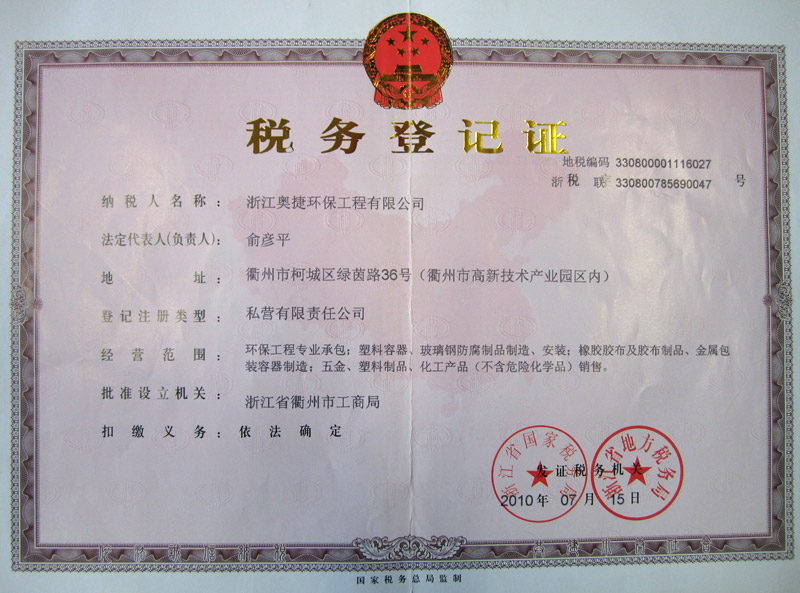 税务登记证
地税编码 330800001116027
浙 税 联 330800785690047 号
纳税人名称：浙江奥捷环保工程有限公司
法定代表人(负责人)：俞彦平
地址：衢州市柯城区绿茵路36号（衢州市高新技术产业园区内）
登记注册类型：私营有限责任公司
经营范围：环保工程专业承包；塑料容器、玻璃钢防腐制品制造、安装；橡胶胶布及胶布制品、金属包
装容器制造；五金、塑料制品、化工产品（不含危险化学品）销售。
批准设立机关：浙江省衢州市工商局
扣缴义务：依法确定
浙江省国家税务局
浙江省地方税务局
发证税务机关
2010年 07月 15日
国家税务总局监制